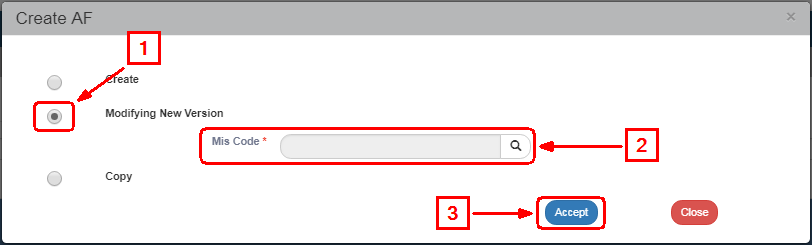 Create AF ×
1
Create
Modifying New Version
Mis Code *
2
Copy
3 Accept Close